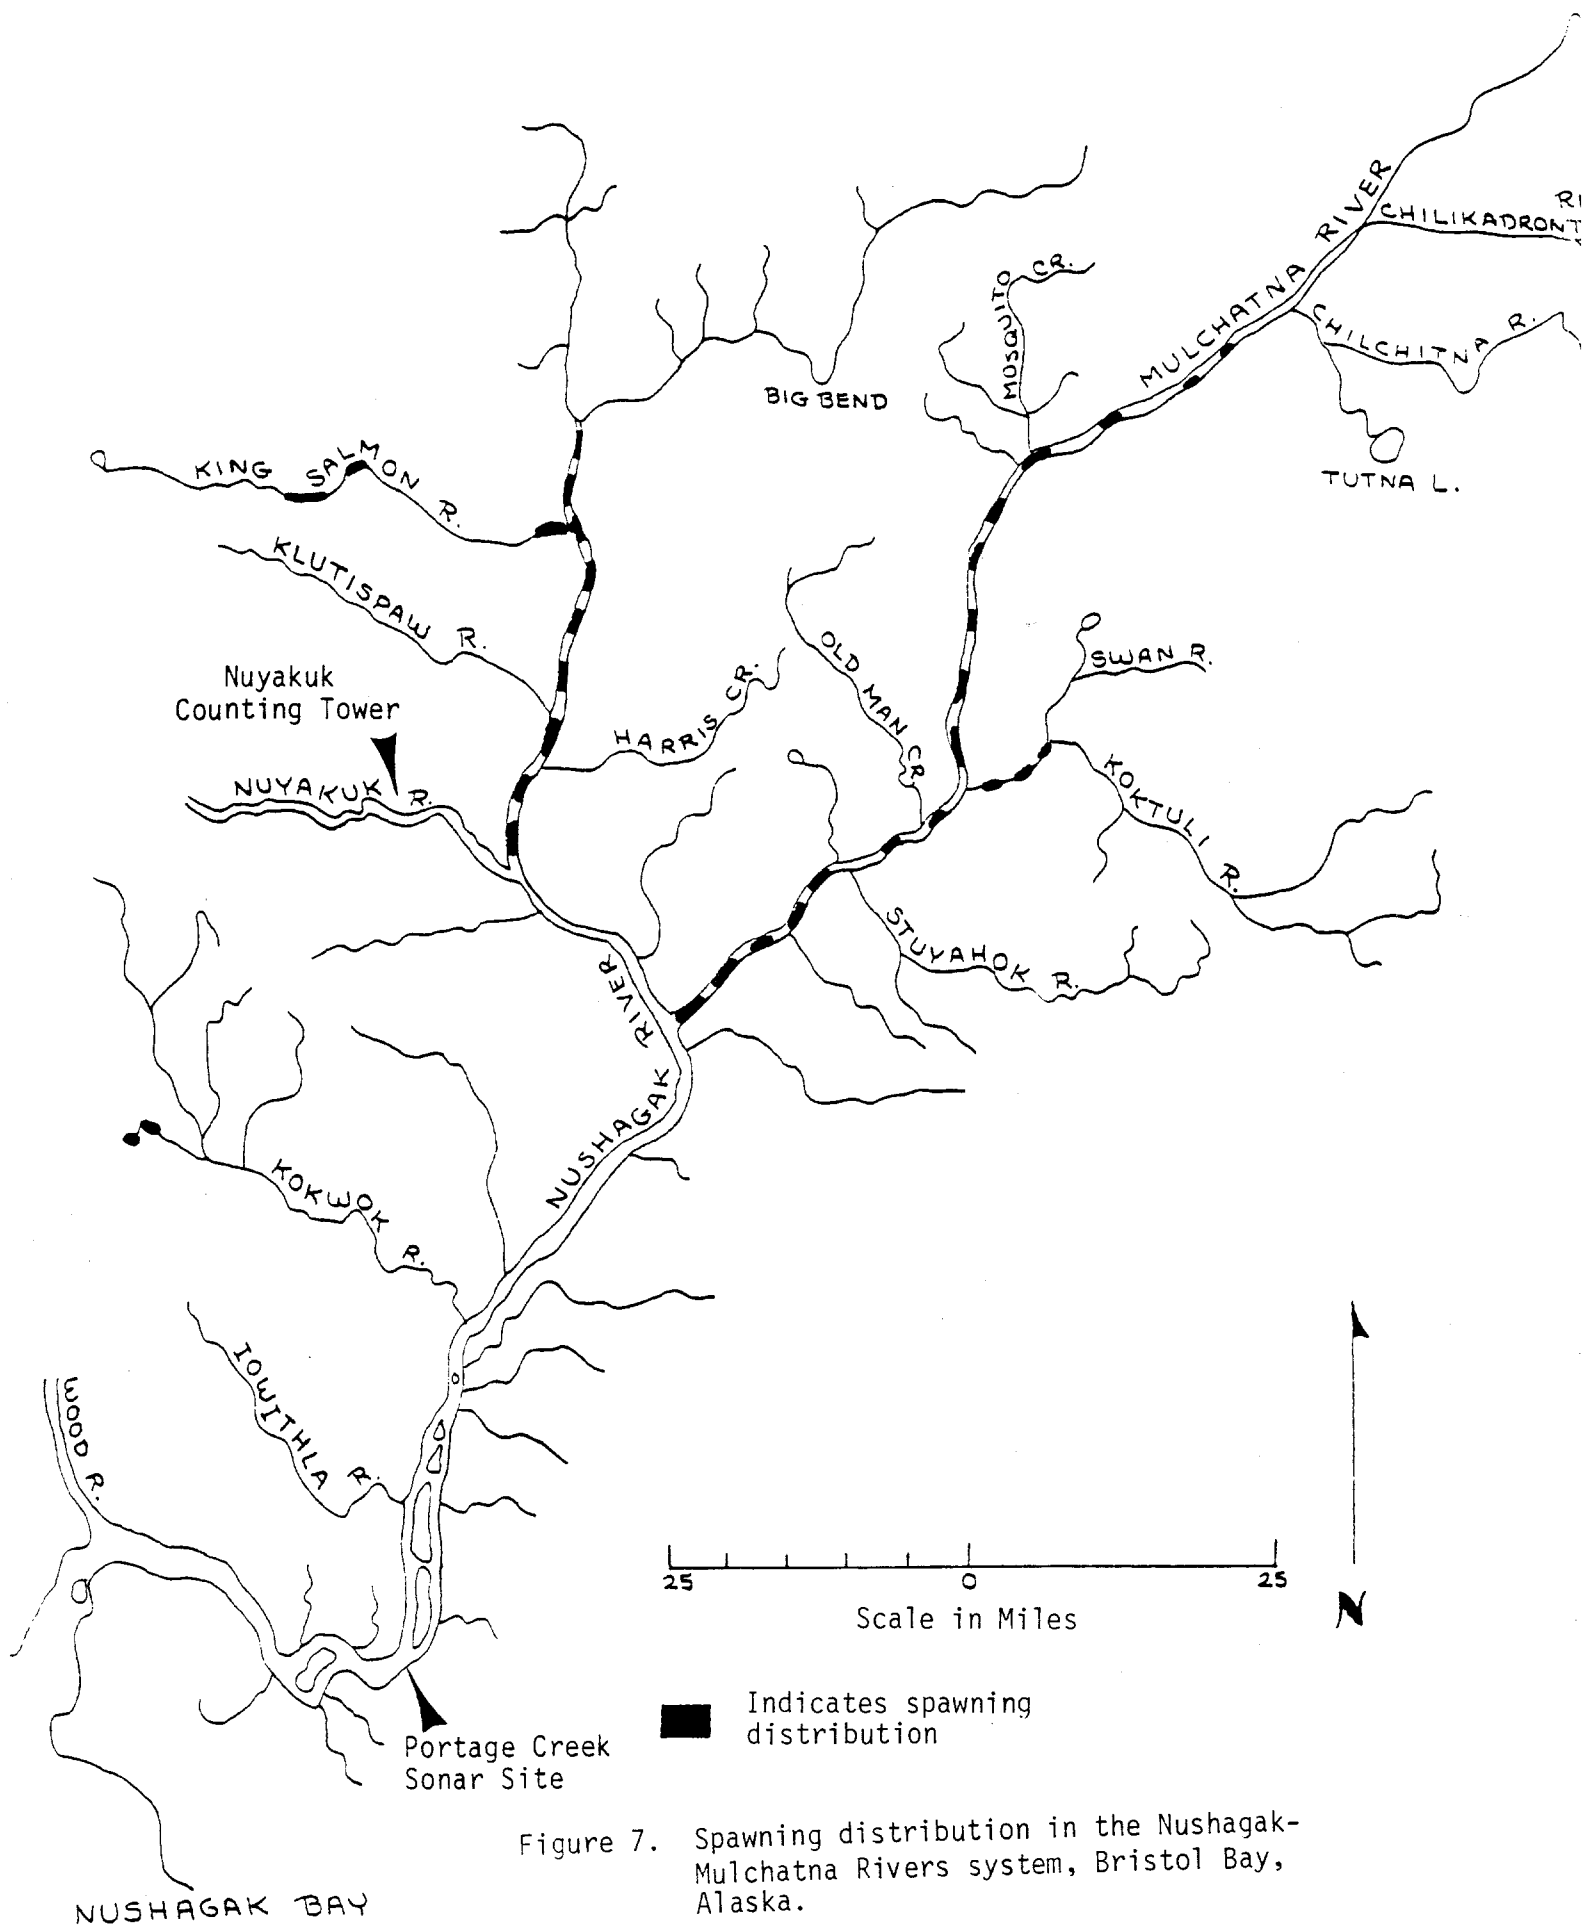 RI
CHILIKADRONT
MULCHATNA RIVER
MOSQUITO CR.
CHILCHITNA R.
BIG BEND
TUTNA L.
KING SALMON R.
KLUTISPAW R.
OLD MAN CR
SWAN R.
Nuyakuk
Counting Tower
HARRIS CR.
NUYAKUK R.
KOKTULI R.
STUYAHOK R.
NUSHAGAK RIVER
KOKWOK R.
IOWITHLA R.
WOOD R.
25 0 25
Scale in Miles
N
Indicates spawning
distribution
Portage Creek
Sonar Site
Figure 7. Spawning distribution in the Nushagak-
Mulchatna Rivers system, Bristol Bay,
Alaska.
NUSHAGAK BAY